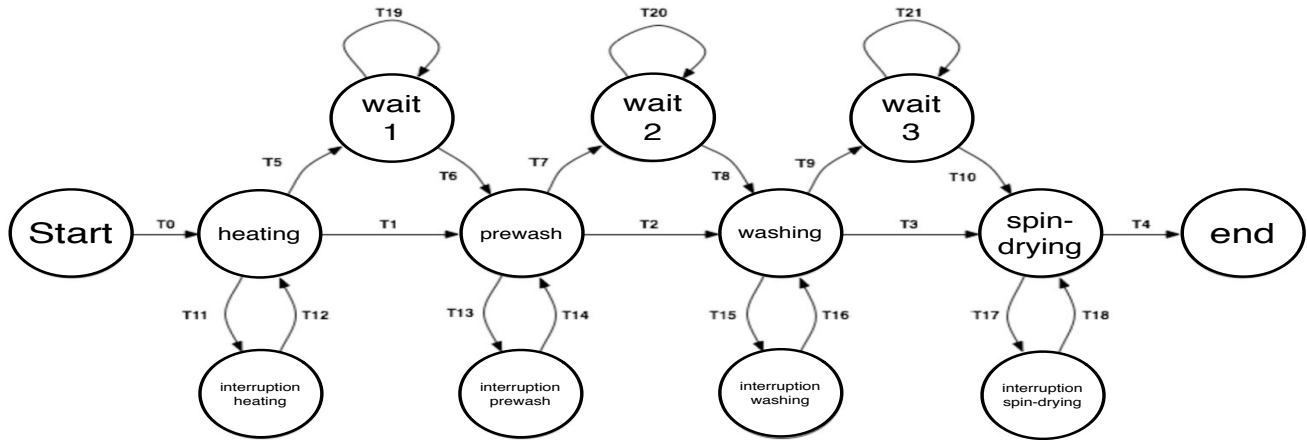 T19
T20
T21
wait
1
wait
2
wait
3
T5
T6
T7
T8
T9
T10
Start
T0
heating
T1
prewash
T2
washing
T3
spin-
drying
T4
end
T11
T12
T13
T14
T15
T16
T17
T18
interruption
heating
interruption
prewash
interruption
washing
interruption
spin-drying